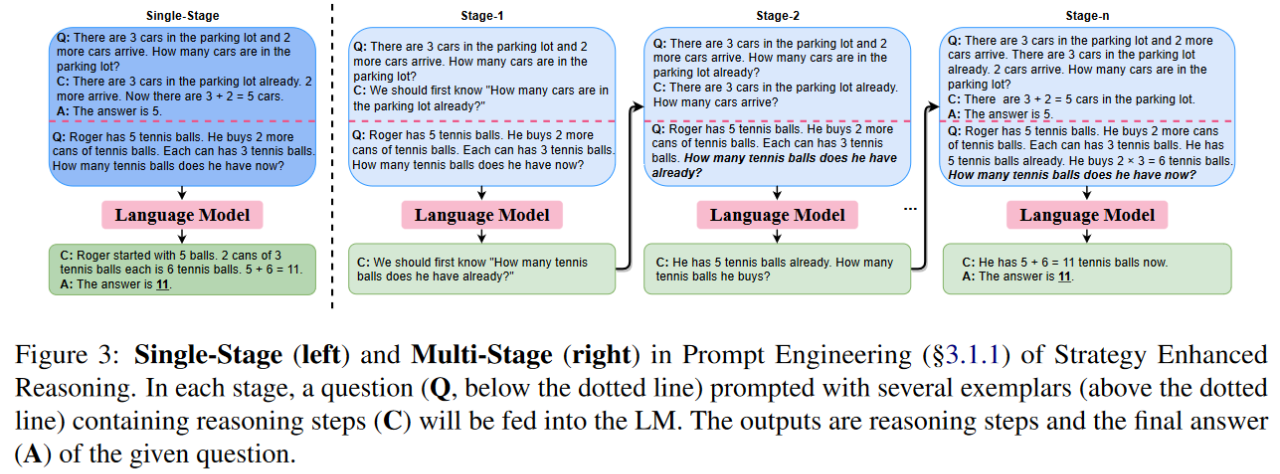 Single-Stage
Q: There are 3 cars in the parking lot and 2
more cars arrive. How many cars are in the
parking lot?
C: There are 3 cars in the parking lot already. 2
more arrive. Now there are 3 + 2 = 5 cars.
A: The answer is 5.
Q: Roger has 5 tennis balls. He buys 2 more
cans of tennis balls. Each can has 3 tennis balls.
How many tennis balls does he have now?
Language Model
C: Roger started with 5 balls. 2 cans of 3
tennis balls each is 6 tennis balls. 5 + 6 = 11.
A: The answer is 11.
Stage-1
Q: There are 3 cars in the parking lot and 2
more cars arrive. How many cars are in the
parking lot?
C: We should first know "How many cars are in
the parking lot already?"
Q: Roger has 5 tennis balls. He buys 2 more
cans of tennis balls. Each can has 3 tennis balls.
How many tennis balls does he have now?
Language Model
C: We should first know "How many tennis
balls does he have already?"
Stage-2
Q: There are 3 cars in the parking lot and 2
more cars arrive. How many cars are in the
parking lot already?
C: There are 3 cars in the parking lot already.
How many cars arrive?
Q: Roger has 5 tennis balls. He buys 2 more
cans of tennis balls. Each can has 3 tennis
balls. How many tennis balls does he have
already?
Language Model
C: He has 5 tennis balls already. How many
tennis balls he buys?
...
Stage-n
Q: There are 3 cars in the parking lot and 2 more
cars arrive. There are 3 cars in the parking lot
already. 2 cars arrive. How many cars are in the
parking lot?
C: There are 3 + 2 = 5 cars in the parking lot.
A: The answer is 5.
Q: Roger has 5 tennis balls. He buys 2 more cans
of tennis balls. Each can has 3 tennis balls. He has
5 tennis balls already. He buys 2 × 3 = 6 tennis balls.
How many tennis balls does he have now?
Language Model
C: He has 5 + 6 = 11 tennis balls now.
A: The answer is 11.
Figure 3: Single-Stage (left) and Multi-Stage (right) in Prompt Engineering (§3.1.1) of Strategy Enhanced
Reasoning. In each stage, a question (Q, below the dotted line) prompted with several exemplars (above the dotted
line) containing reasoning steps (C) will be fed into the LM. The outputs are reasoning steps and the final answer
(A) of the given question.